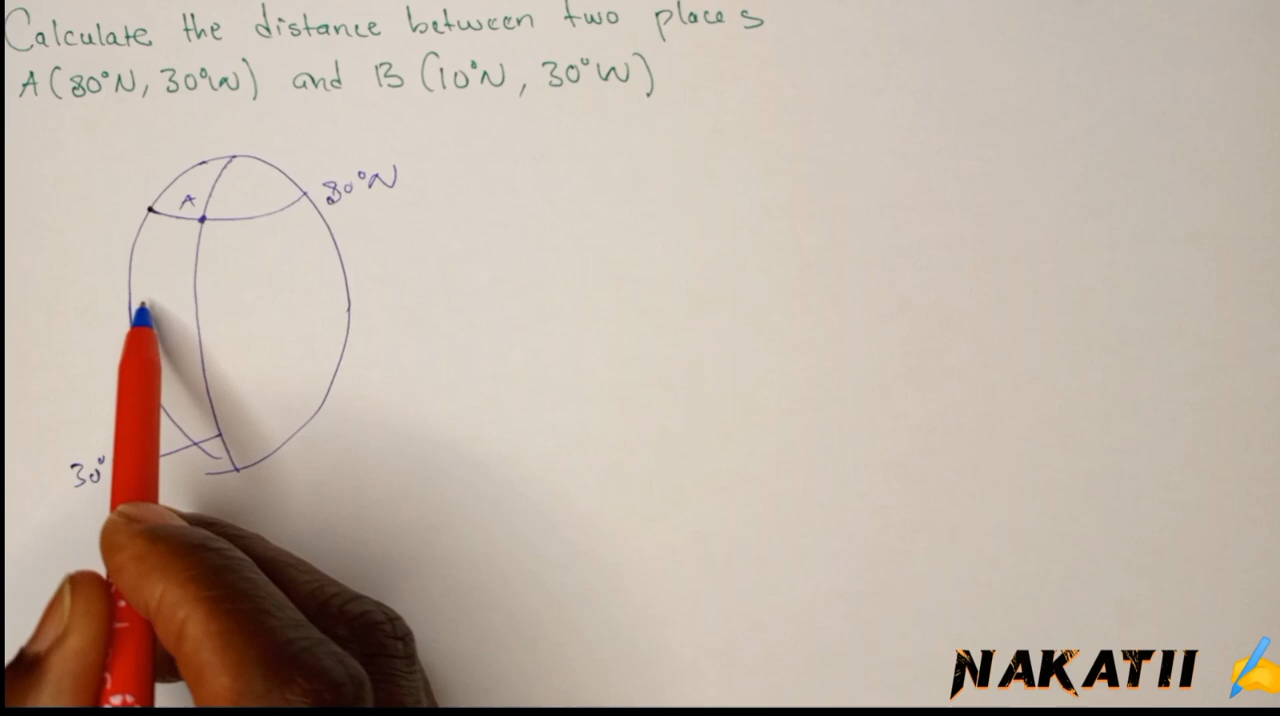 Calculate the distance between two places
A(80°N, 30°W) and B (10°N, 30°W)
A
80°N
30°
NAKATII